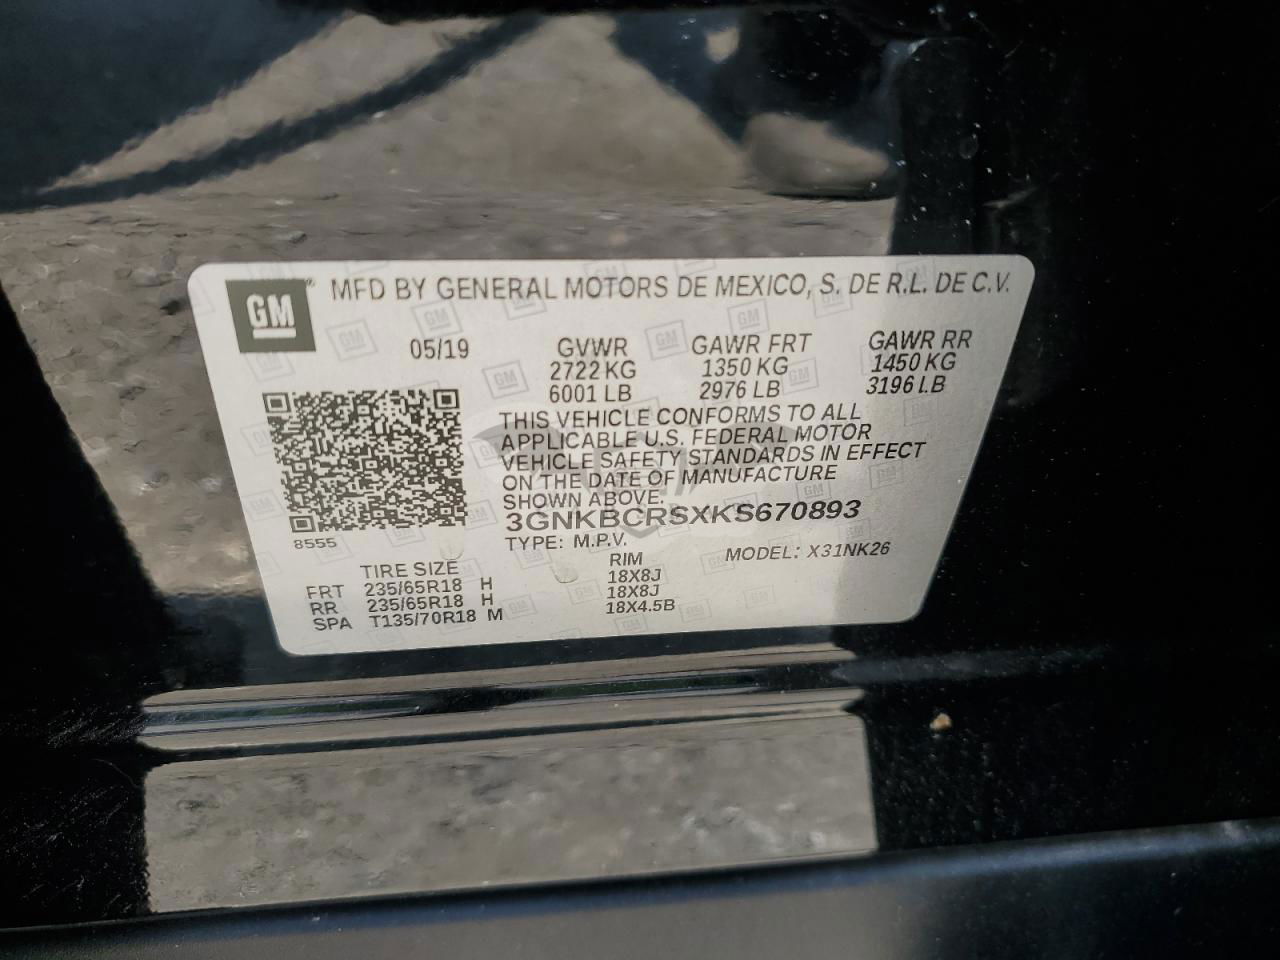 GM ® MFD BY GENERAL MOTORS DE MEXICO, S. DE R.L. DE C.V.
05/19 GVWR GAWR FRT GAWR RR
2722 KG 1350 KG 1450 KG
6001 LB 2976 LB 3196 LB
THIS VEHICLE CONFORMS TO ALL
APPLICABLE U.S. FEDERAL MOTOR
VEHICLE SAFETY STANDARDS IN EFFECT
ON THE DATE OF MANUFACTURE
SHOWN ABOVE.
3GNKBCRSXKS670893
8555 TYPE: M.P.V. MODEL: X31NK26
TIRE SIZE RIM
FRT 235/65R18 H 18X8J
RR 235/65R18 H 18X8J
SPA T135/70R18 M 18X4.5B